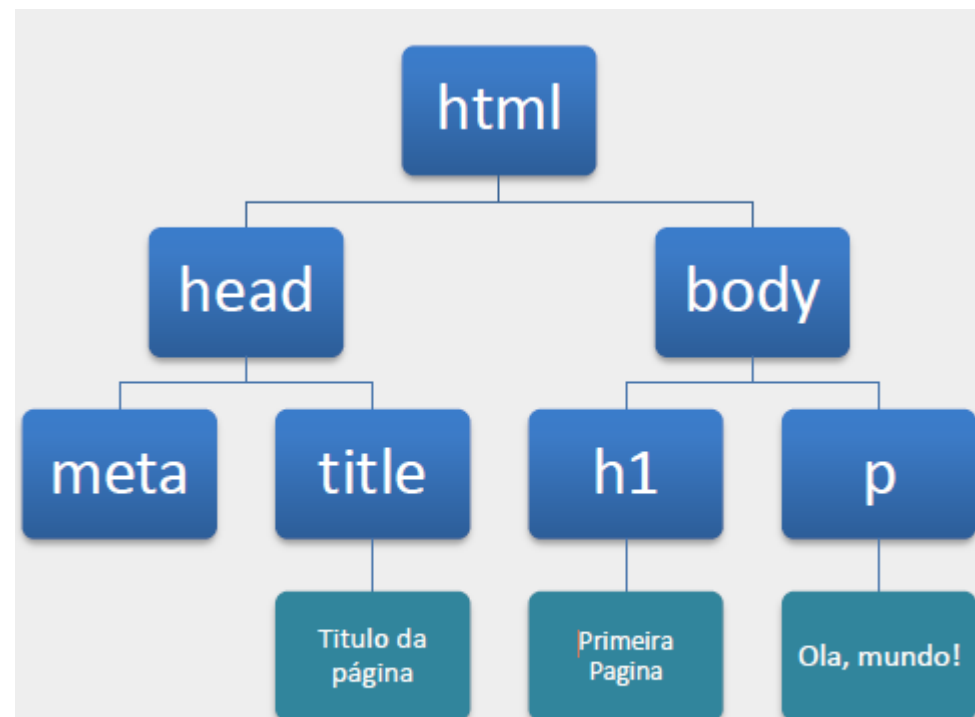 html
head
body
meta
title
h1
p
Titulo da
página
Primeira
Pagina
Ola, mundo!